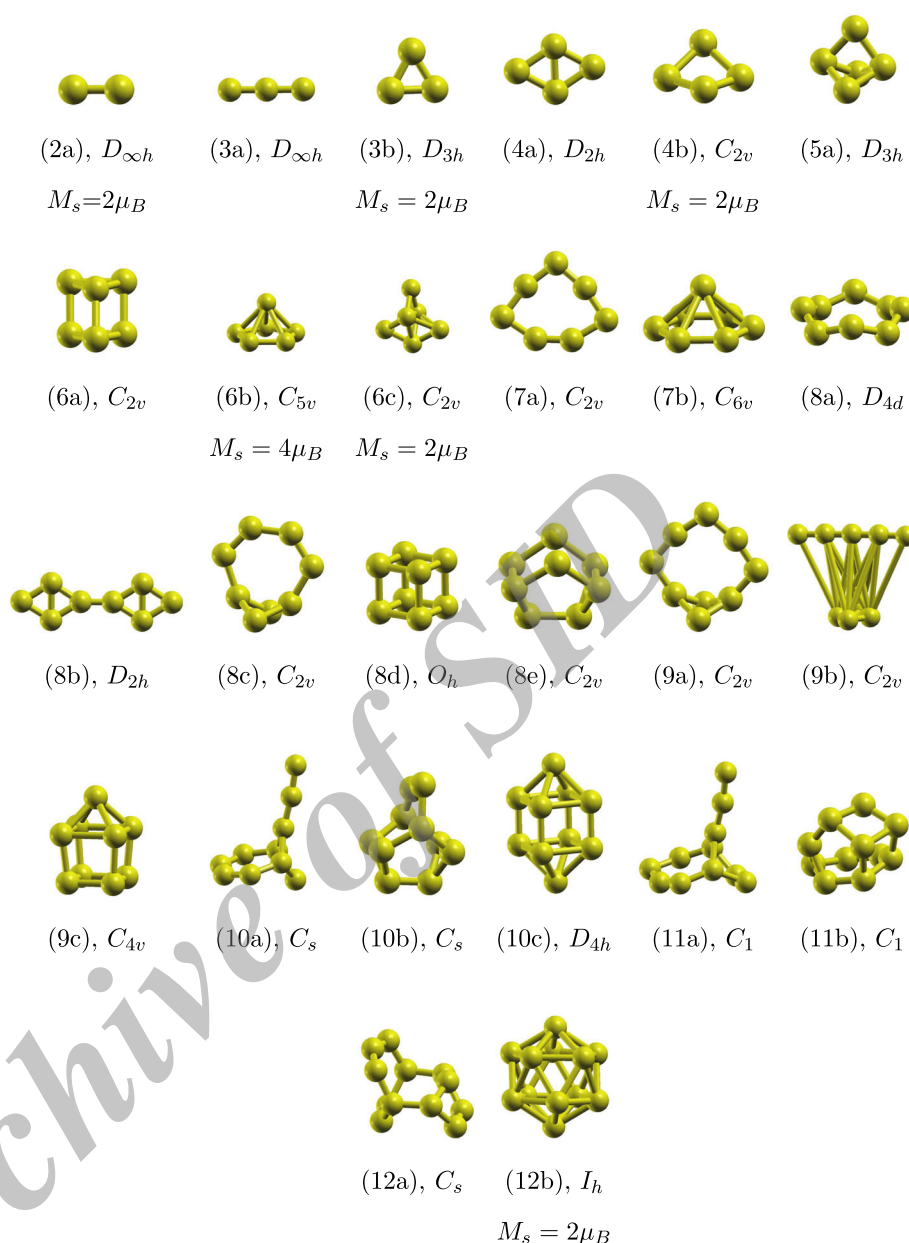 (2a), D∞h (3a), D∞h (3b), D3h (4a), D2h (4b), C2v (5a), D3h
Ms=2μB Ms = 2μB Ms = 2μB
(6a), C2v (6b), C5v (6c), C2v (7a), C2v (7b), C6v (8a), D4d
Ms = 4μB Ms = 2μB
(8b), D2h (8c), C2v (8d), Oh (8e), C2v (9a), C2v (9b), C2v
(9c), C4v (10a), Cs (10b), Cs (10c), D4h (11a), C1 (11b), C1
(12a), Cs (12b), Ih
Ms = 2μB
chive of SID